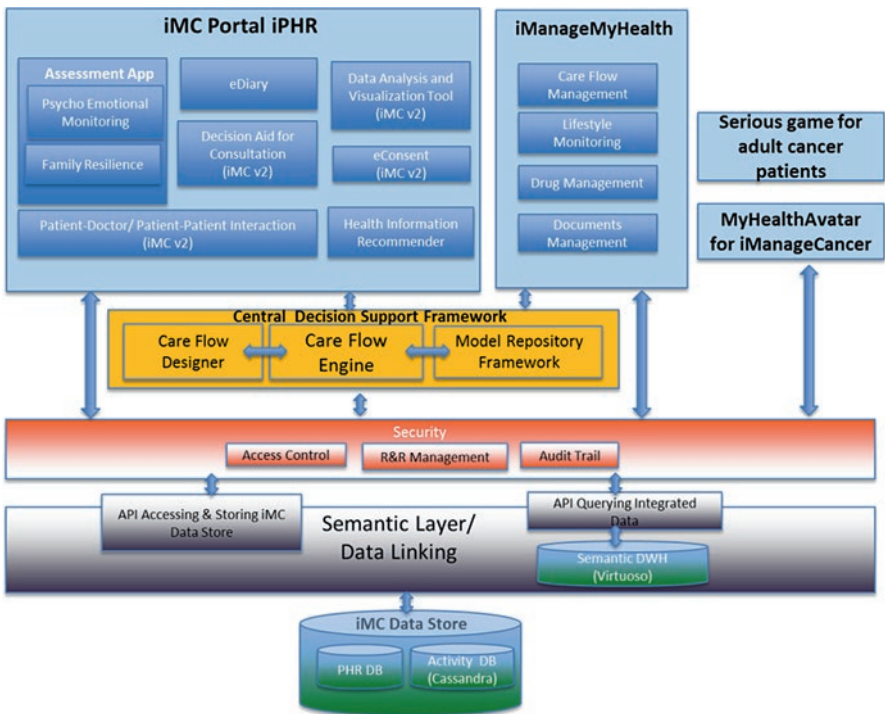 iMC Portal iPHR
Assessment App
Psycho Emotional
Monitoring
Family Resilience
eDiary
Decision Aid for
Consultation
(iMC v2)
Data Analysis and
Visualization Tool
(iMC v2)
eConsent
(iMC v2)
Patient-Doctor/ Patient-Patient Interaction
(iMC v2)
Health Information
Recommender
iManageMyHealth
Care Flow
Management
Lifestyle
Monitoring
Drug Management
Documents
Management
Serious game for
adult cancer
patients
MyHealthAvatar
for iManageCancer
Central Decision Support Framework
Care Flow
Designer
Care Flow
Engine
Model Repository
Framework
Security
Access Control
R&R Management
Audit Trail
API Accessing & Storing iMC
Data Store
Semantic Layer/
Data Linking
API Querying Integrated
Data
Semantic DWH
(Virtuoso)
iMC Data Store
PHR DB
Activity DB
(Cassandra)